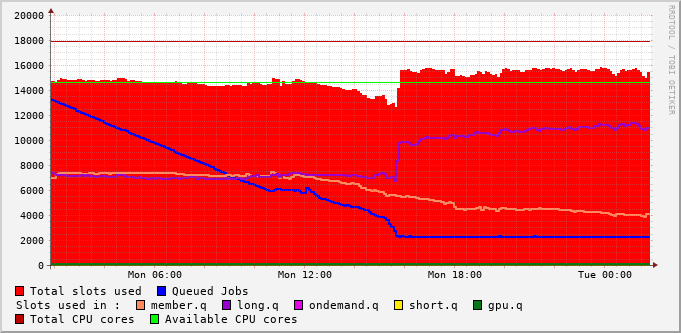 20000
18000
16000
14000
12000
10000
8000
6000
4000
2000
0
Mon 06:00 Mon 12:00 Mon 18:00 Tue 00:00
RRDTOOL / TOBI OETIKER
Total slots used Queued Jobs
Slots used in : member.q long.q ondemand.q short.q gpu.q
Total CPU cores Available CPU cores